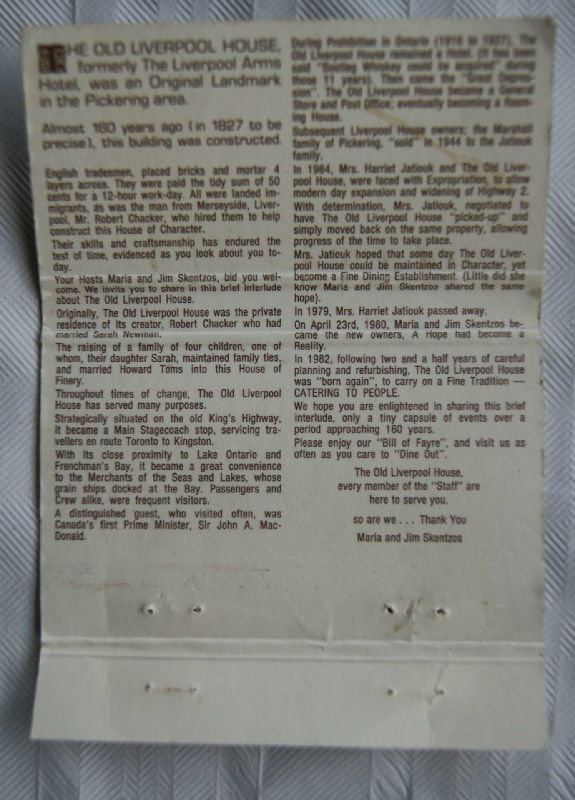 THE OLD LIVERPOOL HOUSE,
formerly The Liverpool Arms
Hotel, was an Original Landmark
in the Pickering area.
Almost 160 years ago (in 1827 to be
precise), this building was constructed.
English tradesmen, placed bricks and mortar 4
layers across. They were paid the tidy sum of 50
cents for a 12-hour work-day. All were landed im-
migrants, as was the man from Merseyside, Liver-
pool, Mr. Robert Chacker, who hired them to help
construct this House of Character.
Their skills and craftsmanship has endured the
test of time, evidenced as you look about you to-
day.
Your Hosts Maria and Jim Skentzos, bid you wel-
come. We invite you to share in this brief interlude
about The Old Liverpool House.
Originally, The Old Liverpool House was the private
residence of its creator, Robert Chacker who had
married Sarah Newman.
The raising of a family of four children, one of
whom, their daughter Sarah, maintained family ties,
and married Howard Toms into this House of
Finery.
Throughout times of change, The Old Liverpool
House has served many purposes.
Strategically situated on the old King's Highway,
it became a Main Stagecoach stop, servicing tra-
vellers en route Toronto to Kingston.
With its close proximity to Lake Ontario and
Frenchman's Bay, it became a great convenience
to the Merchants of the Seas and Lakes, whose
grain ships docked at the Bay. Passengers and
Crew alike, were frequent visitors.
A distinguished guest, who visited often, was
Canada's first Prime Minister, Sir John A. Mac-
Donald.
During Prohibition in Ontario (1916 to 1927), The
Old Liverpool House remained a Hotel. (It has been
said "Bootleg Whiskey could be acquired" during
those 11 years). Then came the "Great Depres-
sion". The Old Liverpool House became a General
Store and Post Office; eventually becoming a Room-
ing House.
Subsequent Liverpool House owners; the Marshall
family of Pickering, "sold" in 1944 to the Jatiouk
family.
In 1964, Mrs. Harriet Jatiouk and The Old Liver-
pool House, were faced with Expropriation, to allow
modern day expansion and widening of Highway 2.
With determination, Mrs. Jatiouk, negotiated to
have The Old Liverpool House "picked-up" and
simply moved back on the same property, allowing
progress of the time to take place.
Mrs. Jatiouk hoped that some day The Old Liver-
pool House could be maintained in Character, yet
become a Fine Dining Establishment. (Little did she
know Maria and Jim Skentzos shared the same
hope).
In 1979, Mrs. Harriet Jatiouk passed away.
On April 23rd, 1980, Maria and Jim Skentzos be-
came the new owners, A Hope had become a
Reality.
In 1982, following two and a half years of careful
planning and refurbishing, The Old Liverpool House
was "born again", to carry on a Fine Tradition —
CATERING TO PEOPLE.
We hope you are enlightened in sharing this brief
interlude, only a tiny capsule of events over a
period approaching 160 years.
Please enjoy our "Bill of Fayre", and visit us as
often as you care to "Dine Out".
The Old Liverpool House,
every member of the "Staff" are
here to serve you.
so are we . . . Thank You
Maria and Jim Skentzos